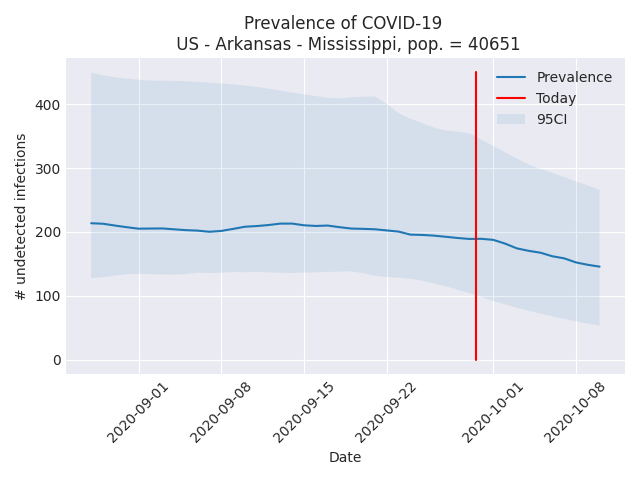 Prevalence of COVID-19
US - Arkansas - Mississippi, pop. = 40651
Prevalence
Today
95CI
# undetected infections
400
300
200
100
0
2020-09-01
2020-09-08
2020-09-15
2020-09-22
2020-10-01
2020-10-08
Date